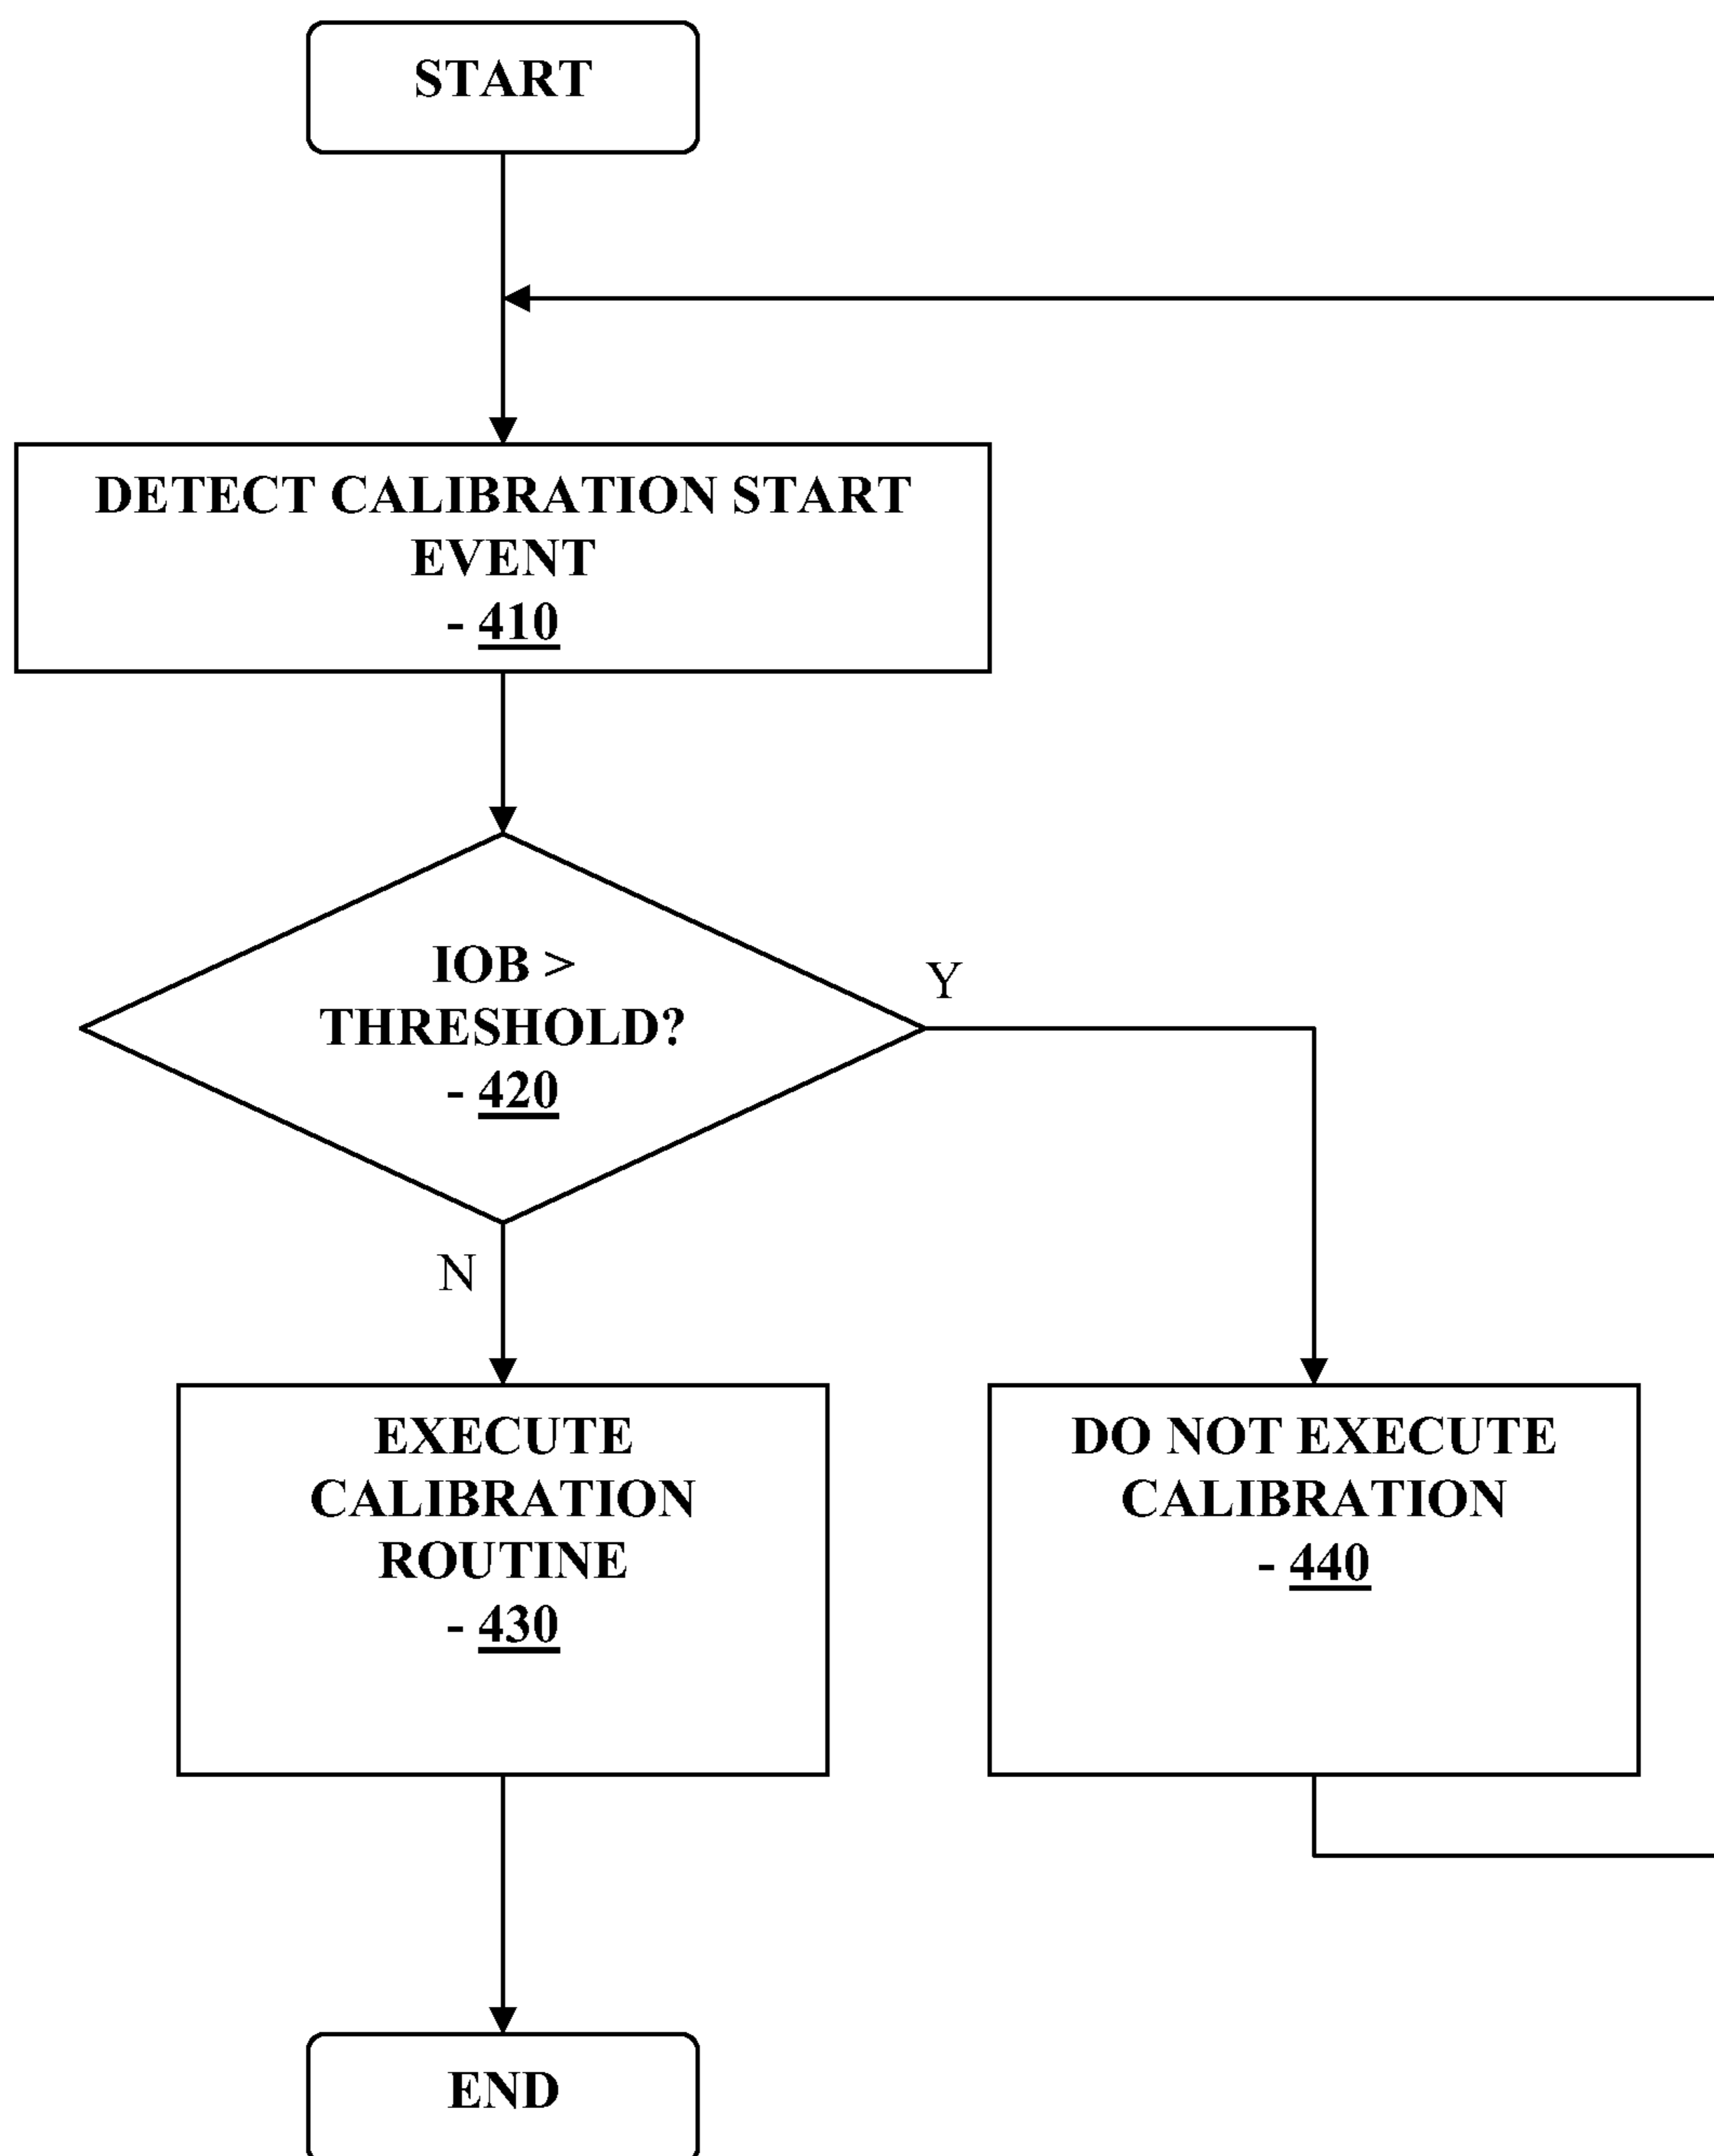 START
DETECT CALIBRATION START
EVENT
- 410
IOB >
THRESHOLD?
- 420
Y
N
EXECUTE
CALIBRATION
ROUTINE
- 430
DO NOT EXECUTE
CALIBRATION
- 440
END